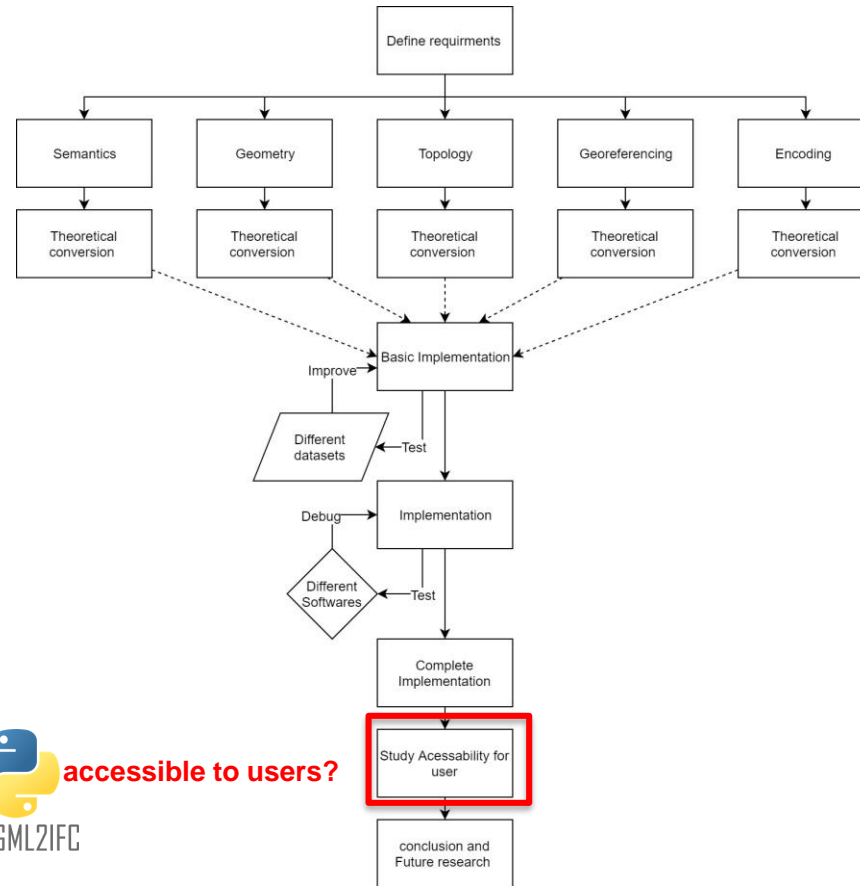 Define requirments
Semantics
Geometry
Topology
Georeferencing
Encoding
Theoretical
conversion
Theoretical
conversion
Theoretical
conversion
Theoretical
conversion
Theoretical
conversion
Basic Implementation
Improve
Different
datasets
Test
Debug
Implementation
Different
Softwares
Test
Complete
Implementation
Study Acessability for
user
accessible to users?
GML2IFC
conclusion and
Future research